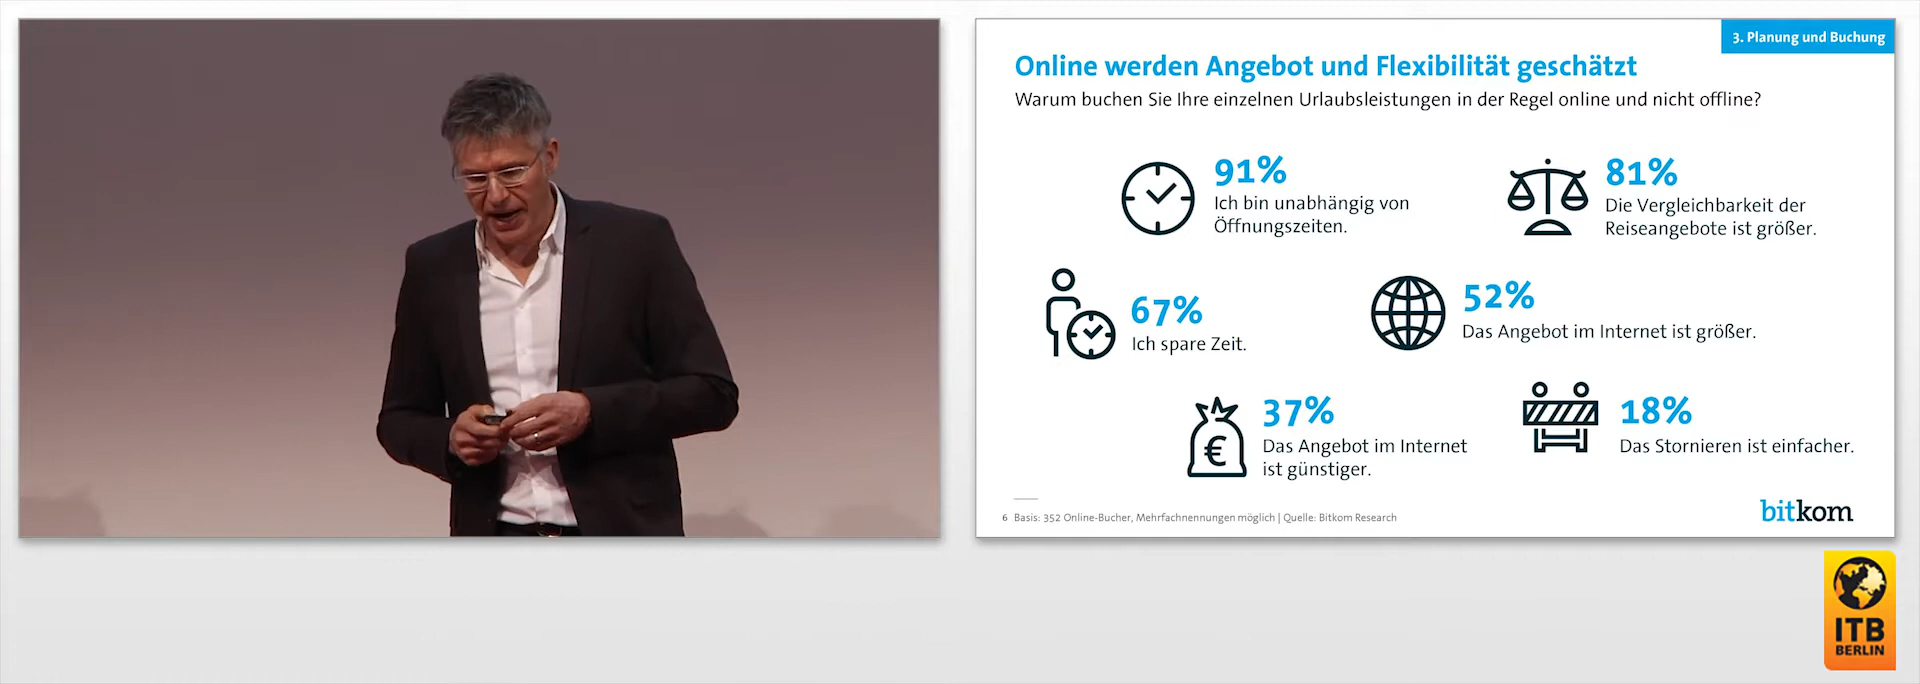 3. Planung und Buchung
Online werden Angebot und Flexibilität geschätzt
Warum buchen Sie Ihre einzelnen Urlaubsleistungen in der Regel online und nicht offline?
91%
Ich bin unabhängig von
Öffnungszeiten.
81%
Die Vergleichbarkeit der
Reiseangebote ist größer.
67%
Ich spare Zeit.
52%
Das Angebot im Internet ist größer.
€
37%
Das Angebot im Internet
ist günstiger.
18%
Das Stornieren ist einfacher.
6 Basis: 352 Online-Bucher, Mehrfachnennungen möglich | Quelle: Bitkom Research
bitkom
ITB
BERLIN